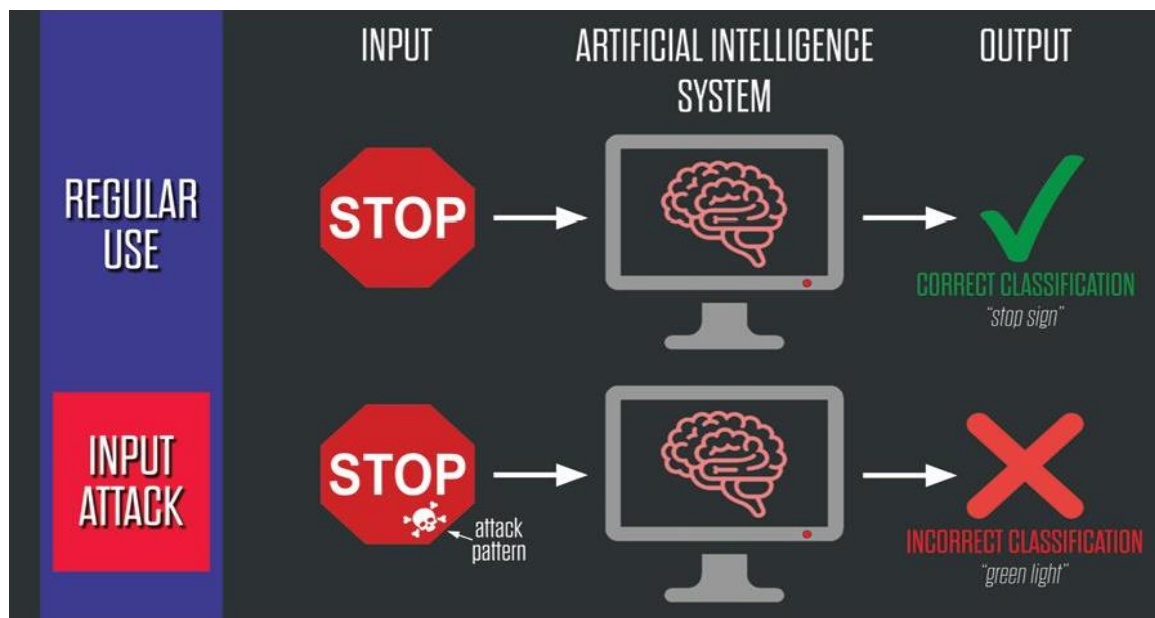 INPUT
ARTIFICIAL INTELLIGENCE
SYSTEM
OUTPUT
REGULAR
USE
STOP
CORRECT CLASSIFICATION
"stop sign"
INPUT
ATTACK
STOP
attack
pattern
INCORRECT CLASSIFICATION
"green light"